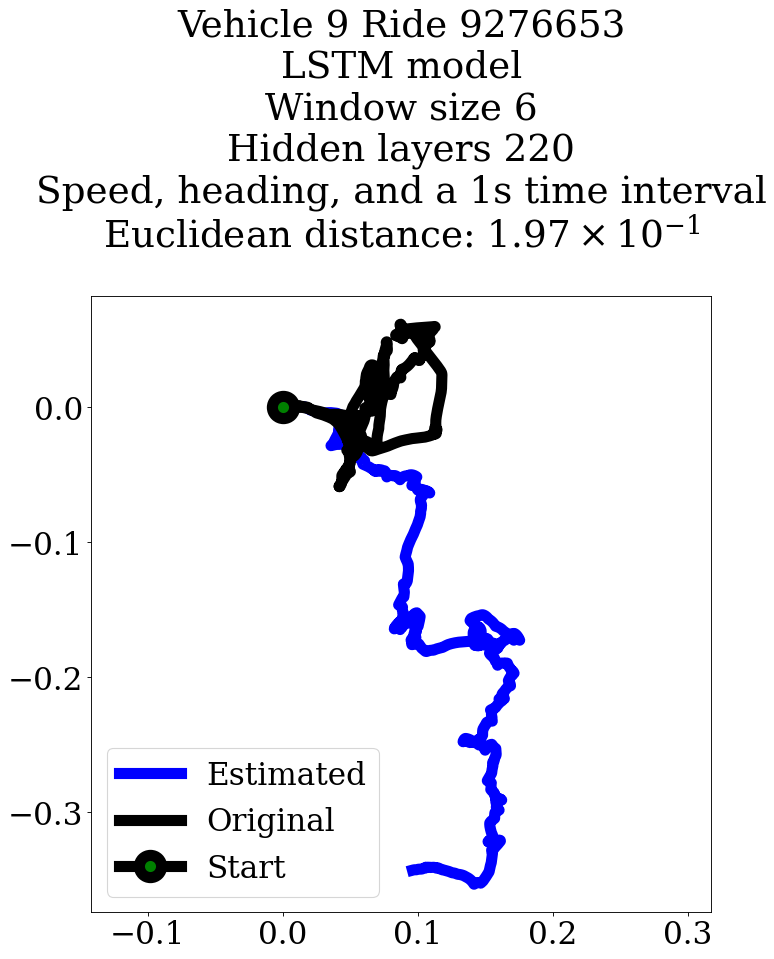 Vehicle 9 Ride 9276653
LSTM model
Window size 6
Hidden layers 220
Speed, heading, and a 1s time interval
Euclidean distance: 1.97 × 10⁻¹
0.0
−0.1
−0.2
−0.3
Estimated
Original
Start
−0.1 0.0 0.1 0.2 0.3